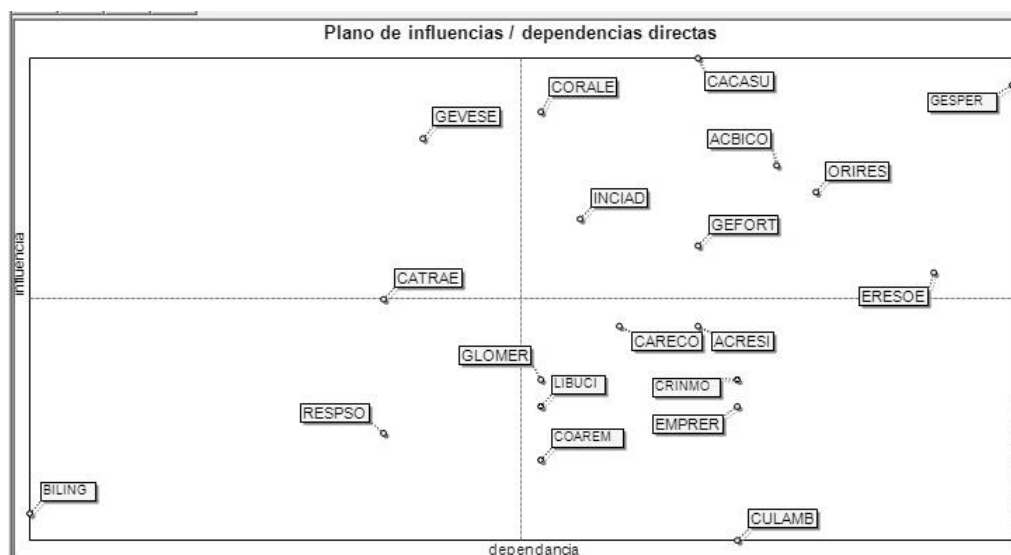 Plano de influencias / dependencias directas
CACASU
CORALE
GESPER
GEVESE
ACBICO
ORIRES
INCIAD
GEFORT
influencia
CATRAE
ERESOE
CARECO
ACRESI
GLOMER
LIBUCI
CRINMO
RESPSO
EMPRER
COAREM
BILING
CULAMB
dependancia